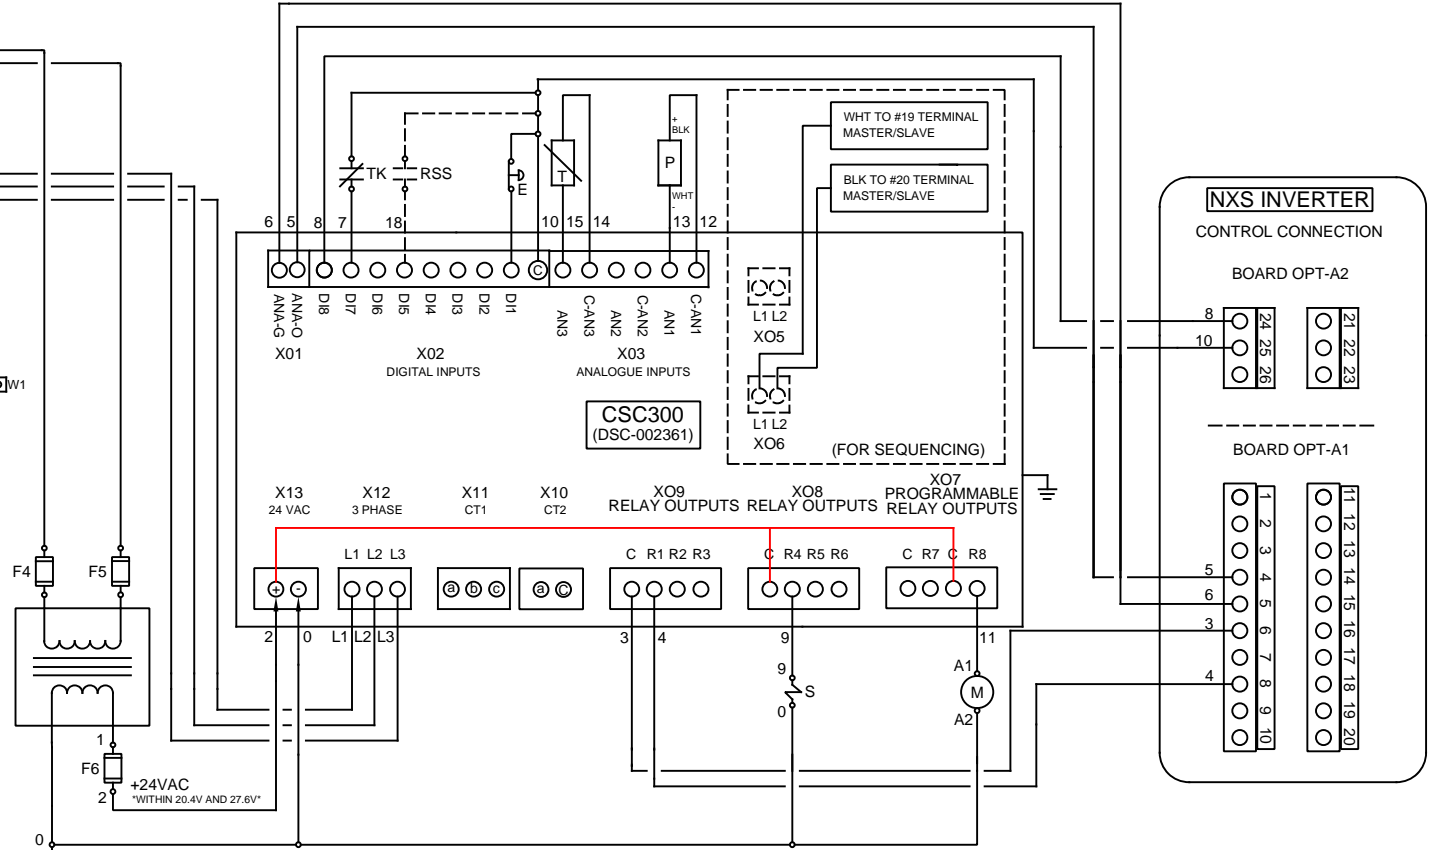 WHT TO #19 TERMINAL
MASTER/SLAVE
+
BLK
P
WHT
-
BLK TO #20 TERMINAL
MASTER/SLAVE
TK
RSS
E
T
NXS INVERTER
CONTROL CONNECTION
BOARD OPT-A2
6 5 8 7 18 10 15 14 13 12
C
ANA-G
ANA-O
DI8
DI7
DI6
DI5
DI4
DI3
DI2
DI1
AN3
C-AN3
AN2
C-AN2
AN1
C-AN1
X01
X02
DIGITAL INPUTS
X03
ANALOGUE INPUTS
L1 L2
XO5
L1 L2
XO6
(FOR SEQUENCING)
CSC300
(DSC-002361)
8
10
24
25
26
21
22
23
W1
BOARD OPT-A1
X13
24 VAC
X12
3 PHASE
X11
CT1
X10
CT2
XO9
RELAY OUTPUTS
XO8
RELAY OUTPUTS
XO7
PROGRAMMABLE
RELAY OUTPUTS
L1 L2 L3
C R1 R2 R3
C R4 R5 R6
C R7 C R8
+ -
a b c
a C
2 0 L1 L2 L3
3 4 9 11
5
6
3
4
1
2
3
4
5
6
7
8
9
10
11
12
13
14
15
16
17
18
19
20
F4
F5
9
S
0
A1
M
A2
1
F6
2
+24VAC
*WITHIN 20.4V AND 27.6V*
0